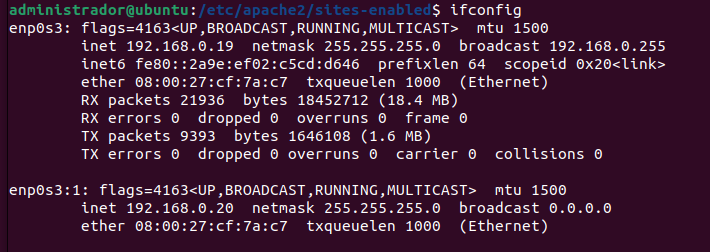 administrador@ubuntu:/etc/apache2/sites-enabled$ ifconfig
enp0s3: flags=4163<UP,BROADCAST,RUNNING,MULTICAST>  mtu 1500
        inet 192.168.0.19  netmask 255.255.255.0  broadcast 192.168.0.255
        inet6 fe80::2a9e:ef02:c5cd:d646  prefixlen 64  scopeid 0x20<link>
        ether 08:00:27:cf:7a:c7  txqueuelen 1000  (Ethernet)
        RX packets 21936  bytes 18452712 (18.4 MB)
        RX errors 0  dropped 0  overruns 0  frame 0
        TX packets 9393  bytes 1646108 (1.6 MB)
        TX errors 0  dropped 0 overruns 0  carrier 0  collisions 0

enp0s3:1: flags=4163<UP,BROADCAST,RUNNING,MULTICAST>  mtu 1500
        inet 192.168.0.20  netmask 255.255.255.0  broadcast 0.0.0.0
        ether 08:00:27:cf:7a:c7  txqueuelen 1000  (Ethernet)